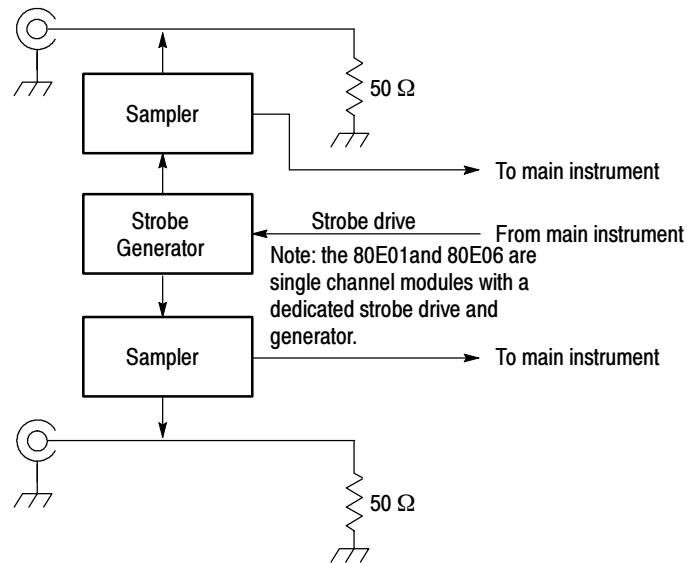 50 Ω
Sampler
To main instrument
Strobe
Generator
Strobe drive
From main instrument
Note: the 80E01and 80E06 are
single channel modules with a
dedicated strobe drive and
generator.
Sampler
To main instrument
50 Ω